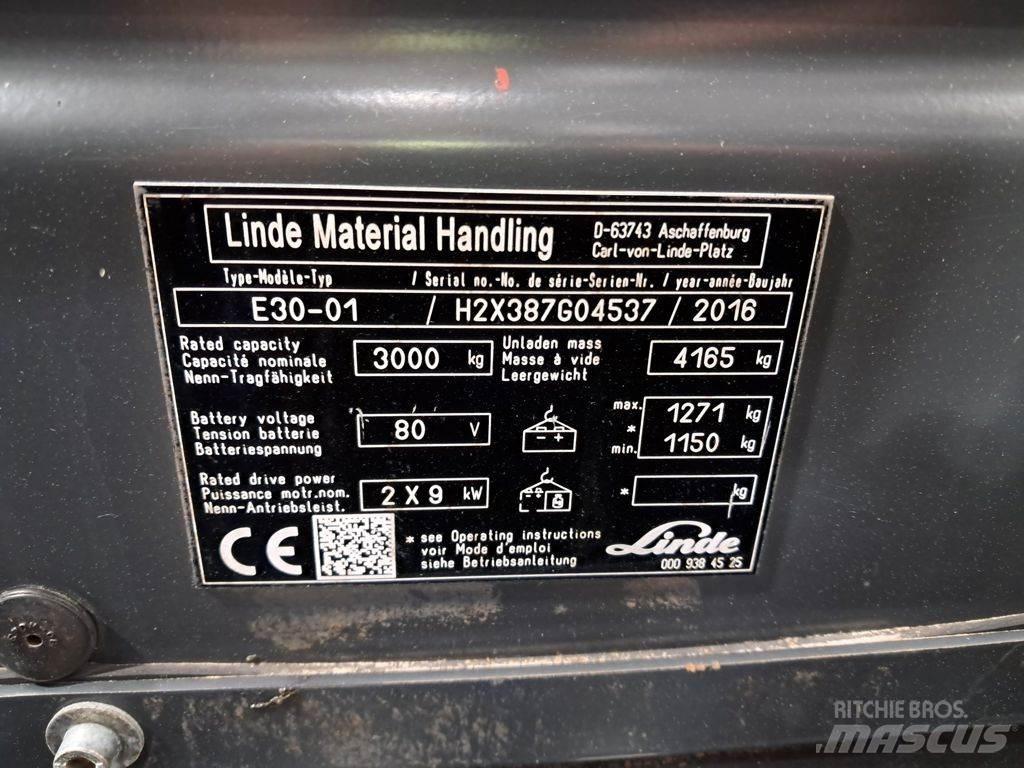 Linde Material Handling
D-63743 Aschaffenburg
Carl-von-Linde-Platz
Type-Modèle-Typ / Serial no.-No. de série-Serien-Nr. / year-année-Baujahr
E30-01 / H2X387G04537 / 2016
Rated capacity
Capacité nominale
Nenn-Tragfähigkeit
3000 kg
Unladen mass
Masse à vide
Leergewicht
4165 kg
Battery voltage
Tension batterie
Batteriespannung
80 V
- +
max. 1271 kg
*
min. 1150 kg
Rated drive power
Puissance motr.nom.
Nenn-Antriebsleist.
2 X 9 kW
- +
* kg
CE
* see Operating instructions
voir Mode d'emploi
siehe Betriebsanleitung
Linde
000 938 45 25
RITCHIE BROS.
MASCUS